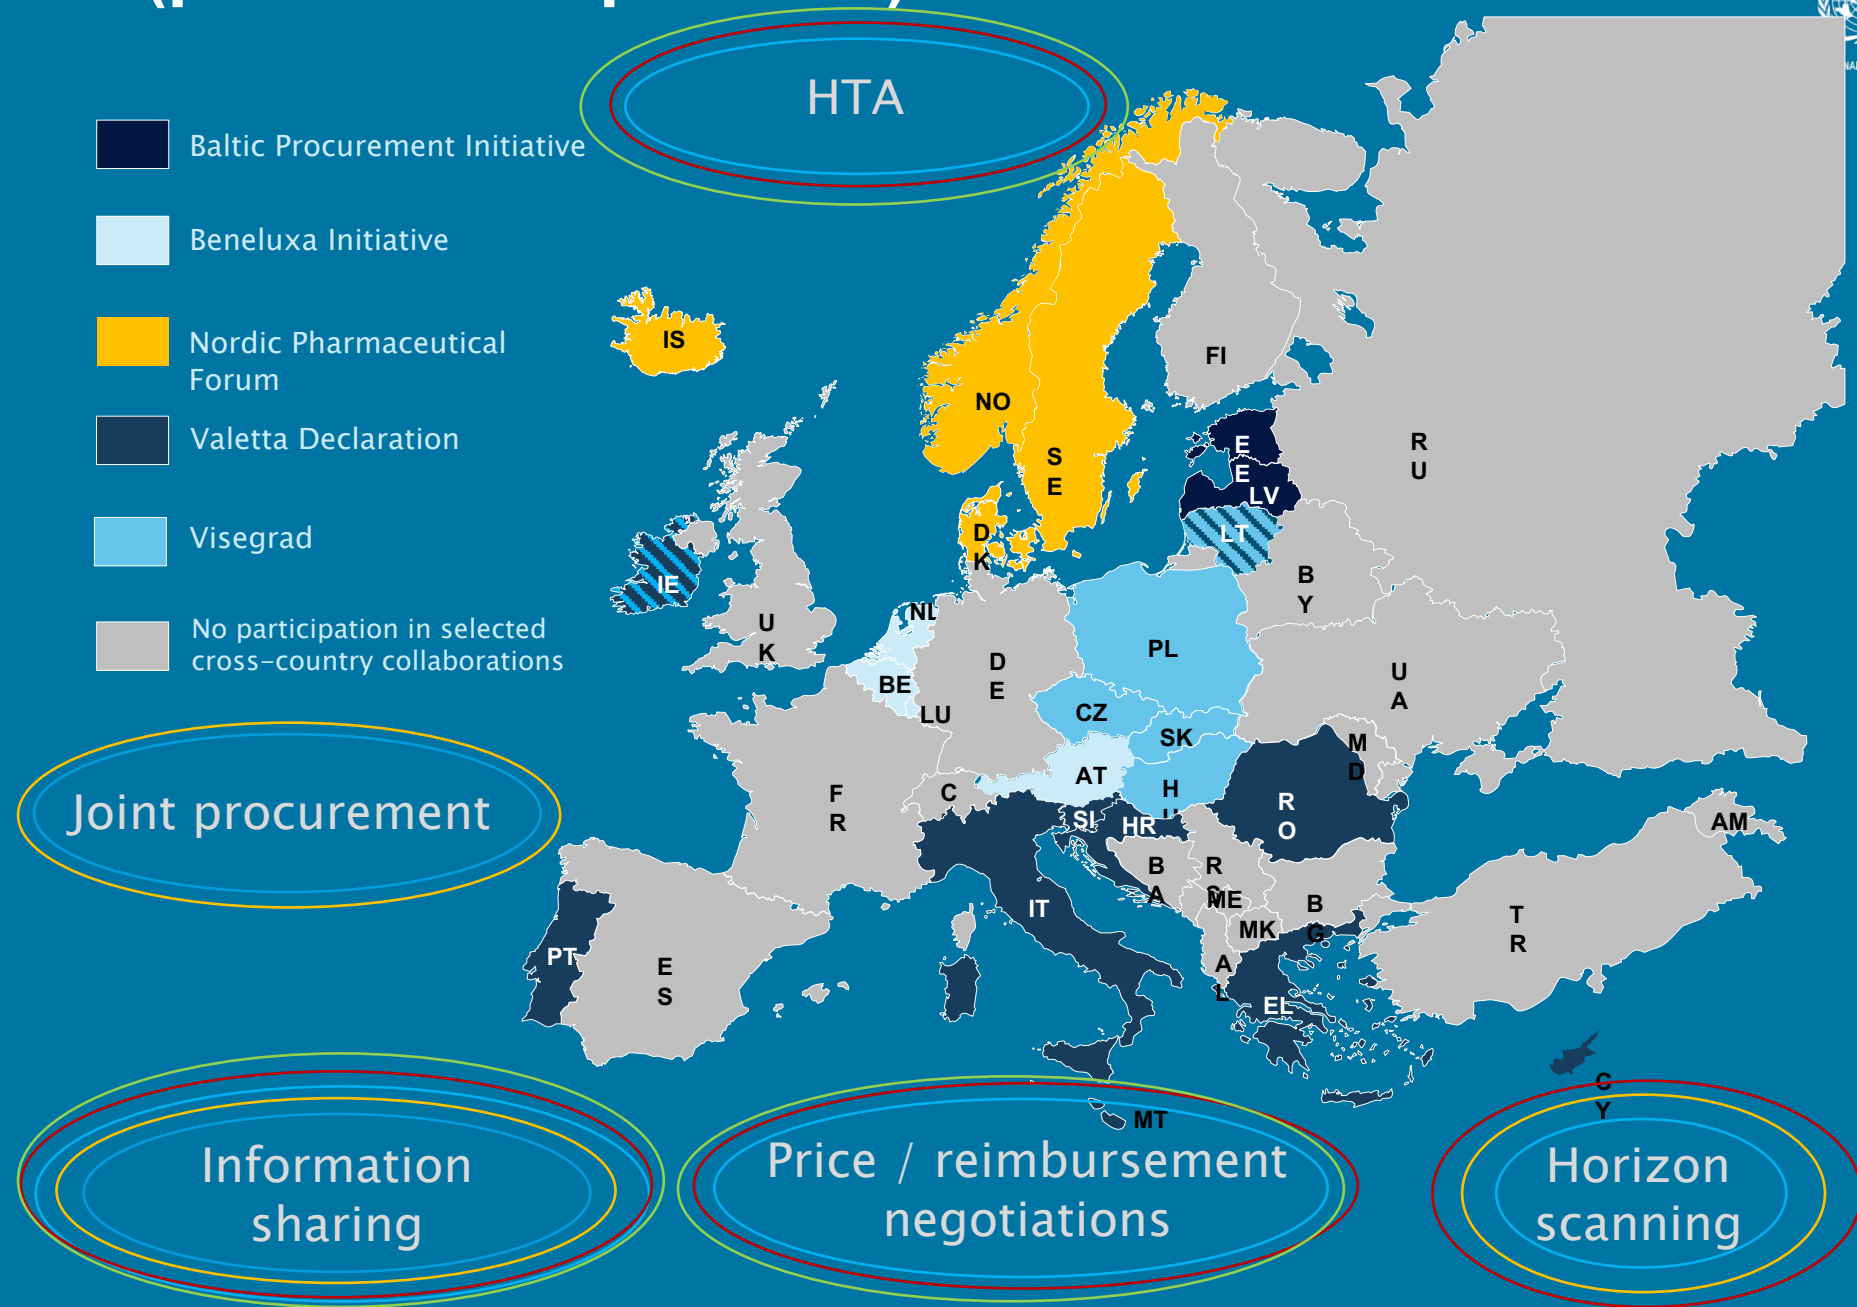 HTA
Baltic Procurement Initiative
Beneluxa Initiative
Nordic Pharmaceutical
Forum
Valetta Declaration
Visegrad
No participation in selected
cross-country collaborations
IS
NO
S
E
FI
R
U
E
E
LV
LT
D
K
IE
U
K
NL
BE
LU
D
E
PL
B
Y
U
A
CZ
SK
AT
H
M
D
C
F
R
SI
HR
R
O
AM
B
A
R
S
ME
MK
B
G
IT
A
L
EL
T
R
PT
E
S
C
Y
MT
Joint procurement
Information
sharing
Price / reimbursement
negotiations
Horizon
scanning